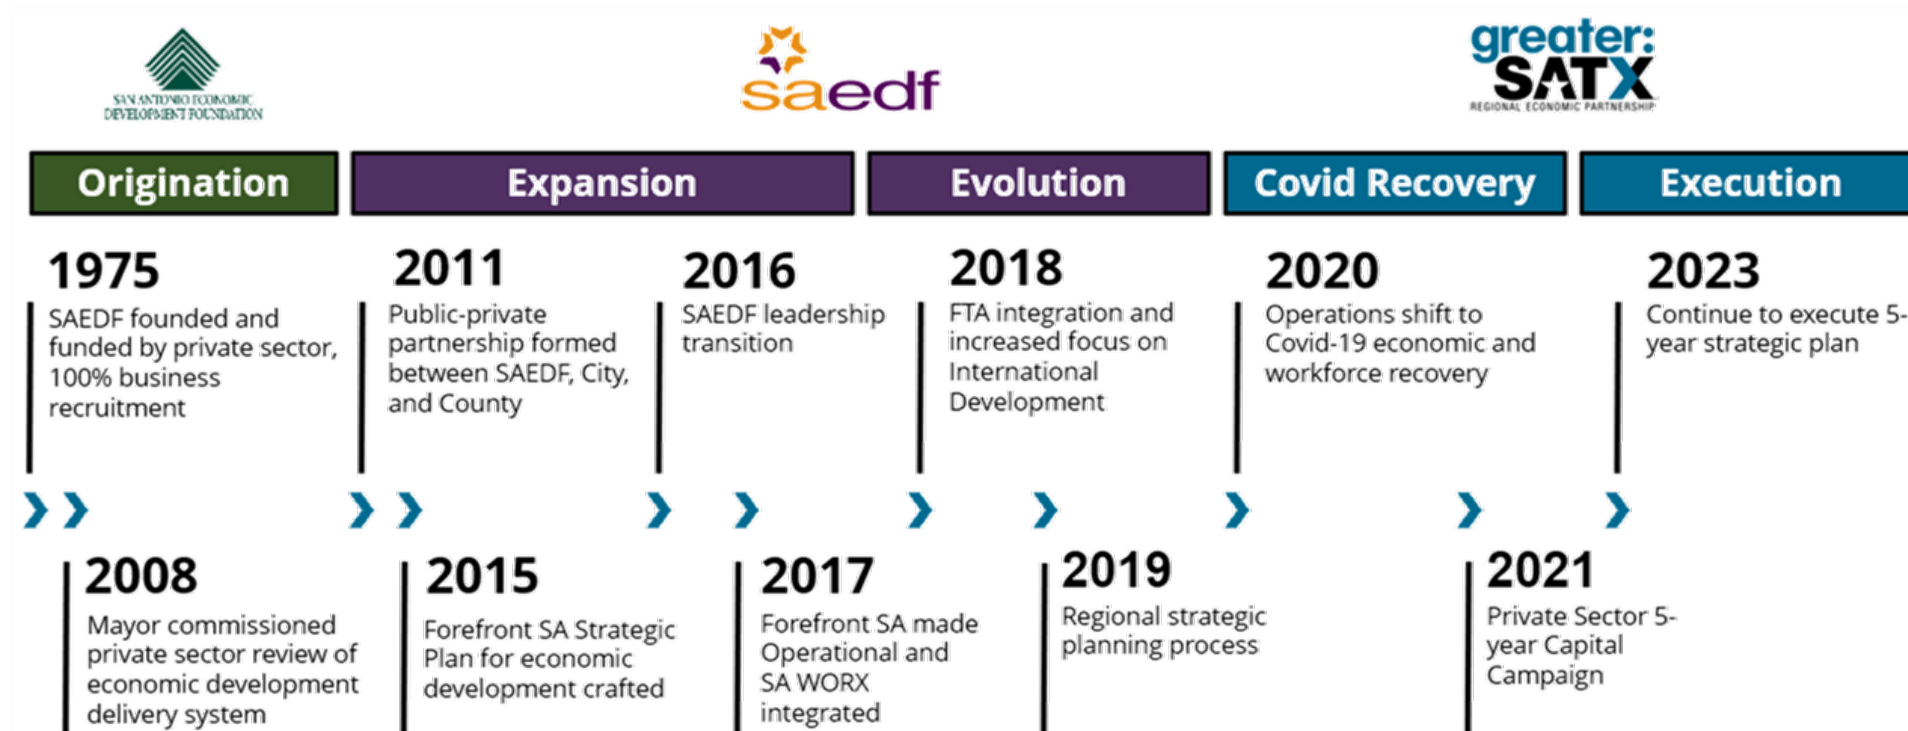 SAN ANTONIO ECONOMIC
DEVELOPMENT FOUNDATION
saedf
greater:
SATX
REGIONAL ECONOMIC PARTNERSHIP
Origination
Expansion
Evolution
Covid Recovery
Execution
1975
SAEDF founded and
funded by private sector,
100% business
recruitment
2011
Public-private
partnership formed
between SAEDF, City,
and County
2016
SAEDF leadership
transition
2018
FTA integration and
increased focus on
International
Development
2020
Operations shift to
Covid-19 economic and
workforce recovery
2023
Continue to execute 5-
year strategic plan
2008
Mayor commissioned
private sector review of
economic development
delivery system
2015
Forefront SA Strategic
Plan for economic
development crafted
2017
Forefront SA made
Operational and
SA WORX
integrated
2019
Regional strategic
planning process
2021
Private Sector 5-
year Capital
Campaign